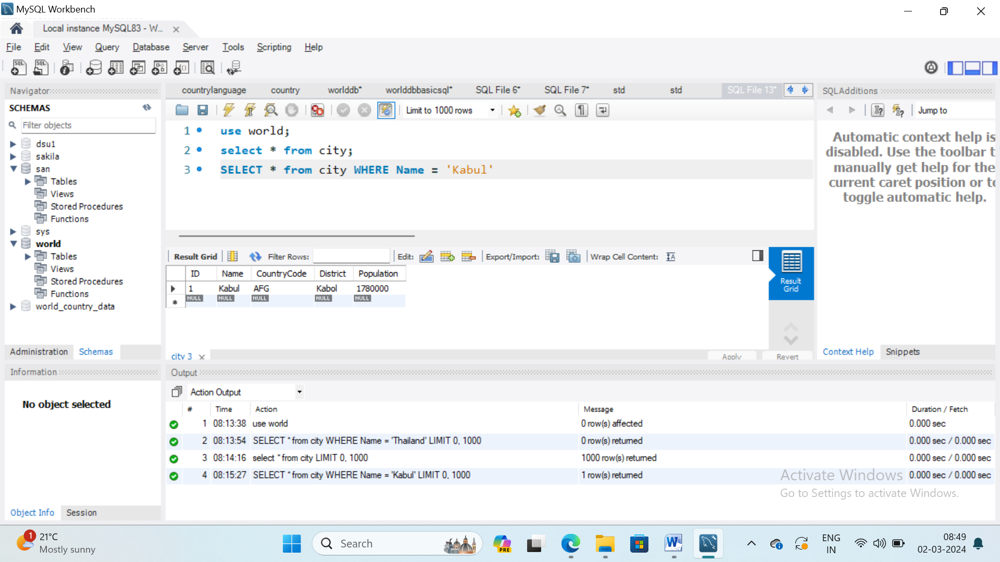 MySQL Workbench
Local instance MySQL83 - W...
File Edit View Query Database Server Tools Scripting Help
Navigator
SCHEMAS
Filter objects
dsu1
sakila
san
Tables
Views
Stored Procedures
Functions
sys
world
Tables
Views
Stored Procedures
Functions
world_country_data
Administration Schemas
Information
No object selected
Object Info Session
countrylanguage country worlddb* worlddbbasicsql* SQL File 6* SQL File 7* std std SQL File 13*
Limit to 1000 rows
1 use world;
2 select * from city;
3 SELECT * from city WHERE Name = 'Kabul'
Result Grid Filter Rows: Edit: Export/Import: Wrap Cell Content:
ID Name CountryCode District Population
1 Kabul AFG Kabol 1780000
NULL NULL NULL NULL NULL
Result
Grid
city 3 Apply Revert
SQLAdditions
Jump to
Automatic context help is
disabled. Use the toolbar t
manually get help for the
current caret position or to
toggle automatic help.
Context Help Snippets
Output
Action Output
# Time Action Message Duration / Fetch
1 08:13:38 use world 0 row(s) affected 0.000 sec
2 08:13:54 SELECT * from city WHERE Name = 'Thailand' LIMIT 0, 1000 0 row(s) returned 0.000 sec / 0.000 sec
3 08:14:16 select * from city LIMIT 0, 1000 1000 row(s) returned 0.000 sec / 0.000 sec
4 08:15:27 SELECT * from city WHERE Name = 'Kabul' LIMIT 0, 1000 1 row(s) returned 0.000 sec / 0.000 sec
Activate Windows
Go to Settings to activate Windows.
1
21°C
Mostly sunny
Search
PRE
ENG
IN
08:49
02-03-2024